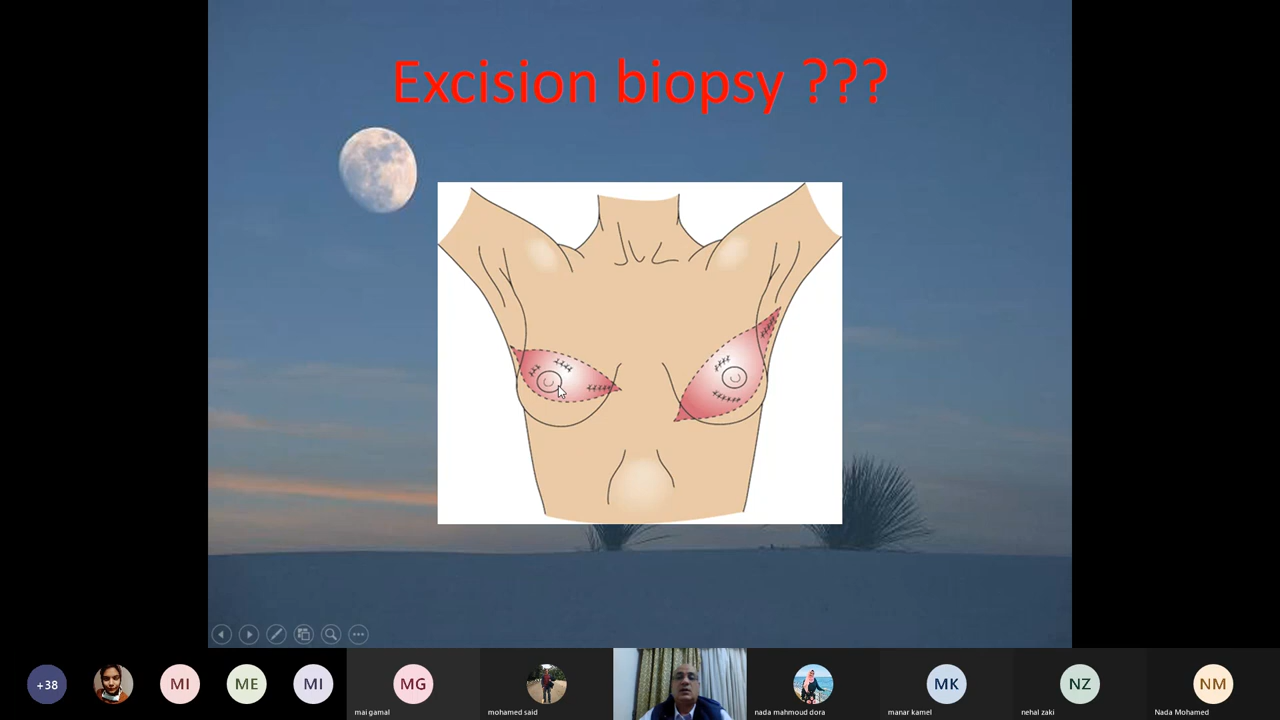 Excision biopsy ???
+38
MI
ME
MI
MG
mai gamal
mohamed said
nada mahmoud dora
MK
manar kamel
NZ
nehal zaki
NM
Nada Mohamed